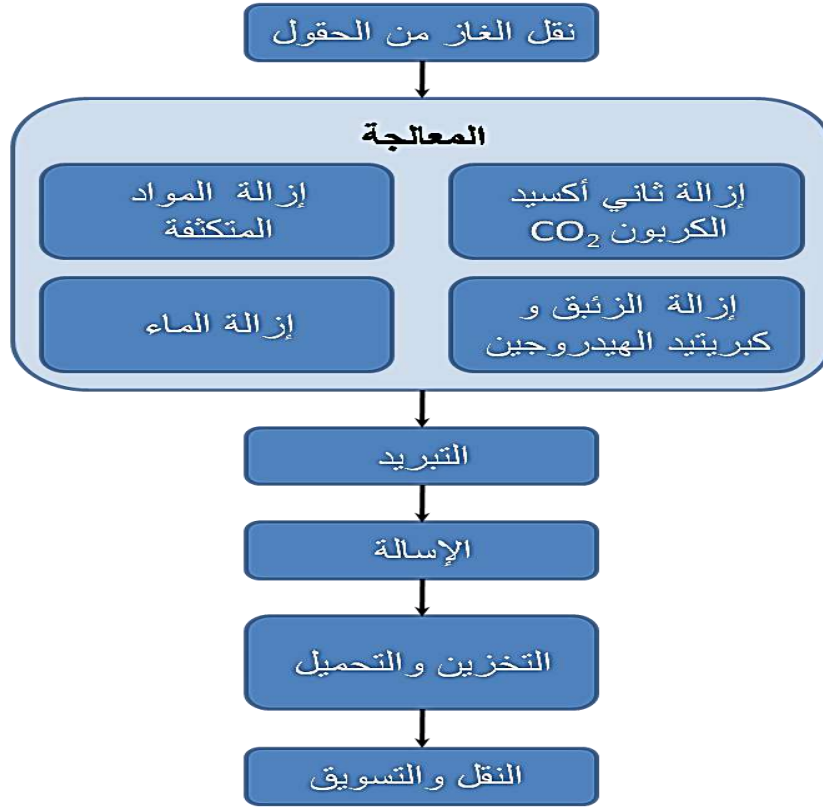 نقل الغاز من الحقول
المعالجة
إزالة ثاني أكسيد
الكربون CO₂
إزالة المواد
المتكثفة
إزالة الزئبق و
كبريتيد الهيدروجين
إزالة الماء
التبريد
الإسالة
التخزين والتحميل
النقل والتسويق